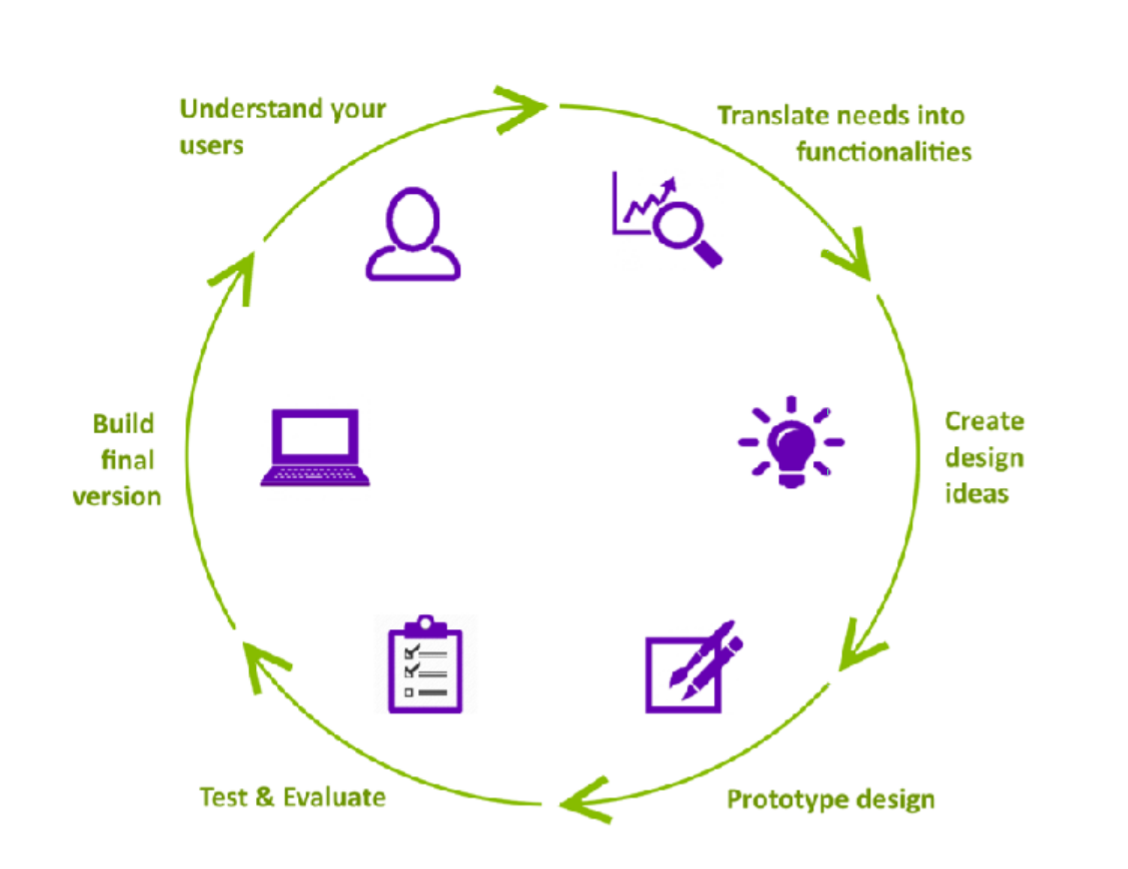 Understand your
users
Translate needs into
functionalities
Create
design
ideas
Prototype design
Test & Evaluate
Build
final
version